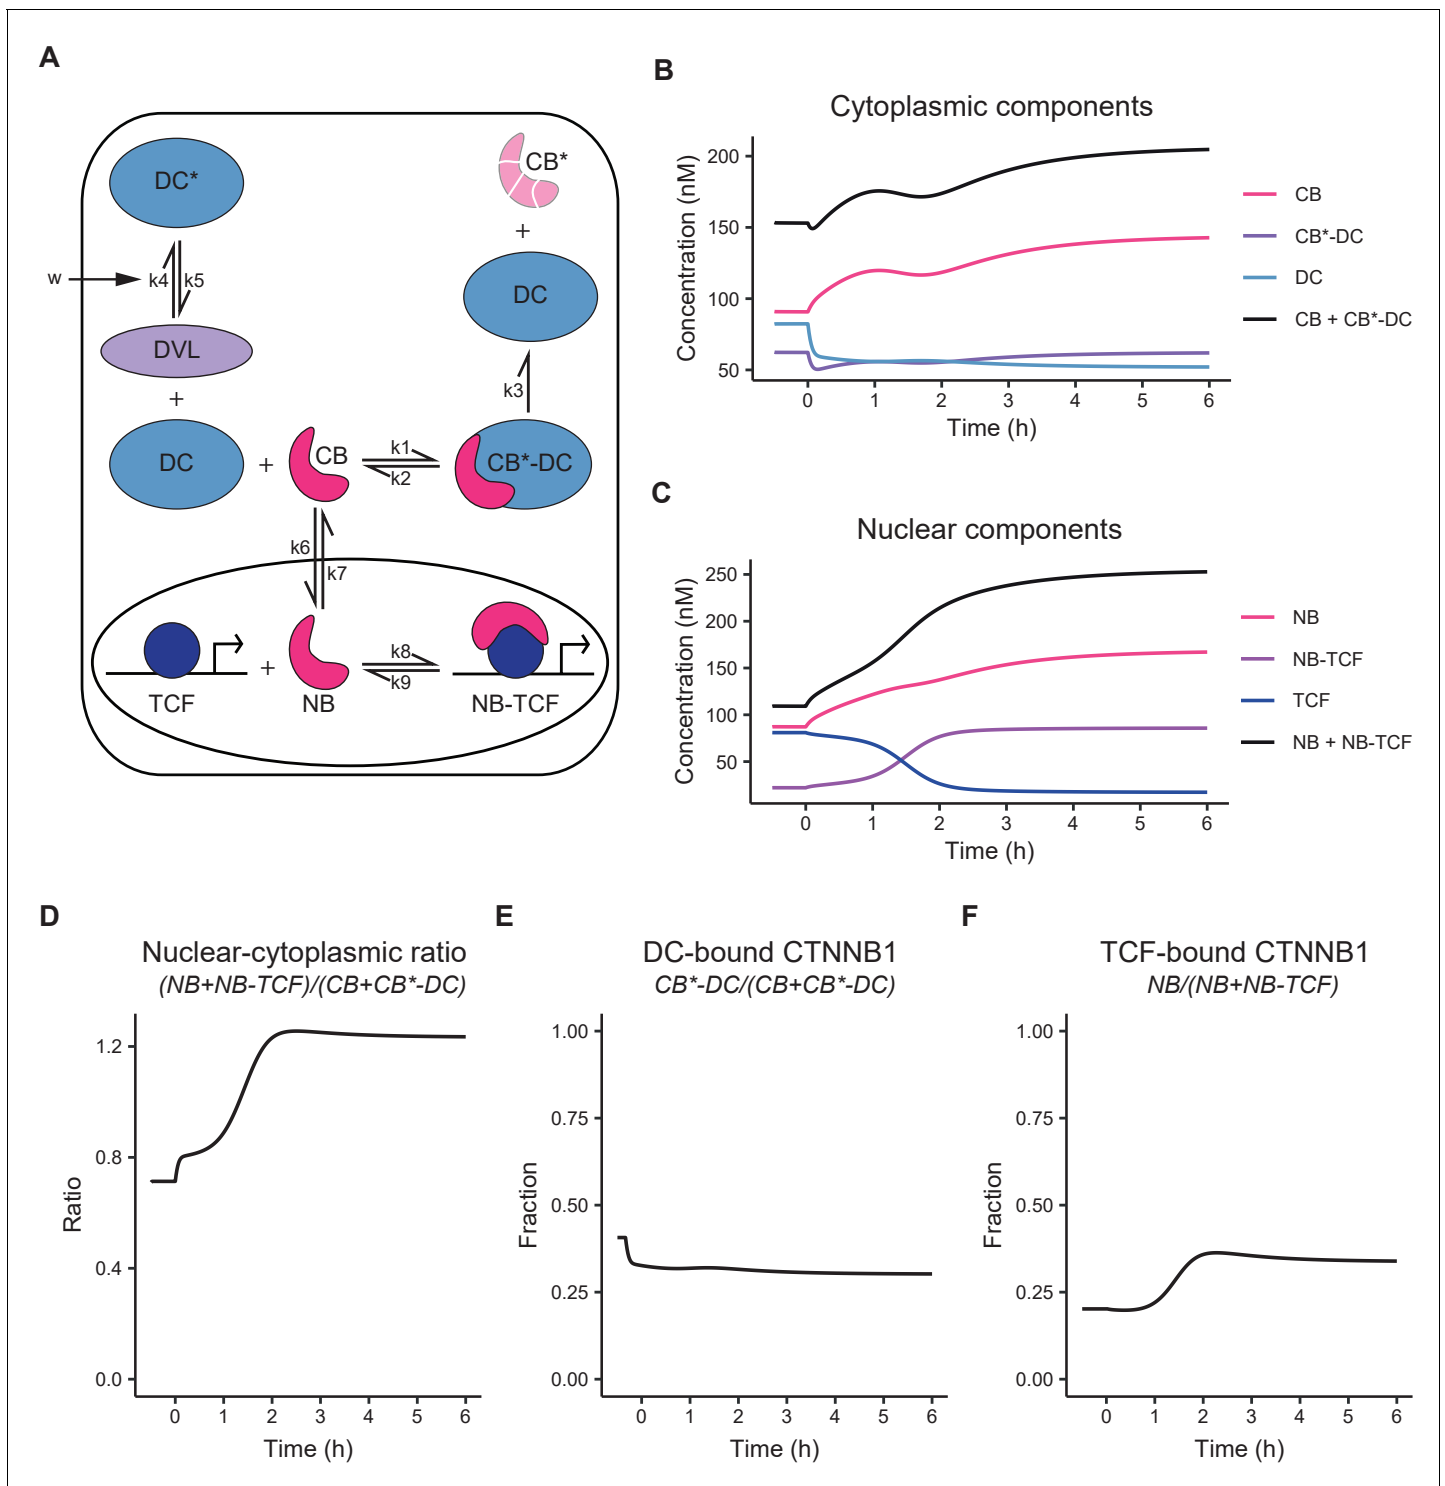 A
DC*
CB*
+
DC
w
k4
k5
DVL
+
k3
DC
+
CB
k1
k2
CB*-DC
k6
k7
k8
k9
+
TCF
NB
NB-TCF
B
Cytoplasmic components
Concentration (nM)
200
150
100
50
0 1 2 3 4 5 6
Time (h)
CB
CB*-DC
DC
CB + CB*-DC
C
Nuclear components
Concentration (nM)
250
200
150
100
50
0 1 2 3 4 5 6
Time (h)
NB
NB-TCF
TCF
NB + NB-TCF
D
Nuclear-cytoplasmic ratio
(NB+NB-TCF)/(CB+CB*-DC)
Ratio
1.2
0.8
0.4
0.0
0 1 2 3 4 5 6
Time (h)
E
DC-bound CTNNB1
CB*-DC/(CB+CB*-DC)
Fraction
1.00
0.75
0.50
0.25
0.00
0 1 2 3 4 5 6
Time (h)
F
TCF-bound CTNNB1
NB/(NB+NB-TCF)
Fraction
1.00
0.75
0.50
0.25
0.00
0 1 2 3 4 5 6
Time (h)